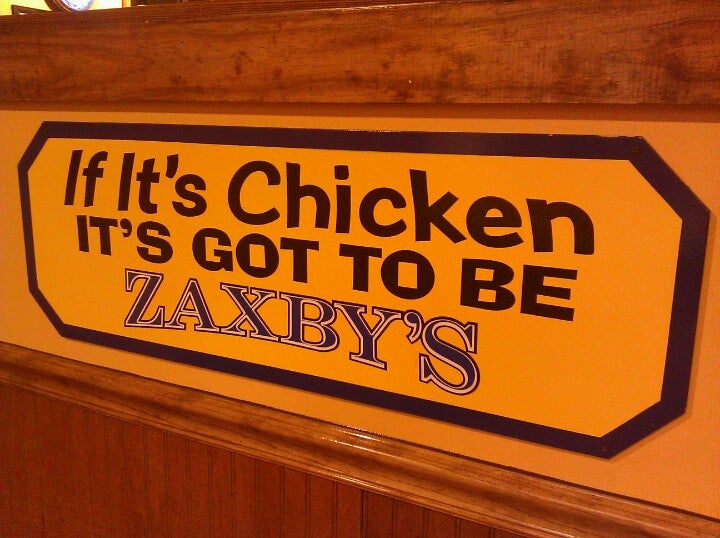 If It's Chicken
IT'S GOT TO BE
ZAXBY'S